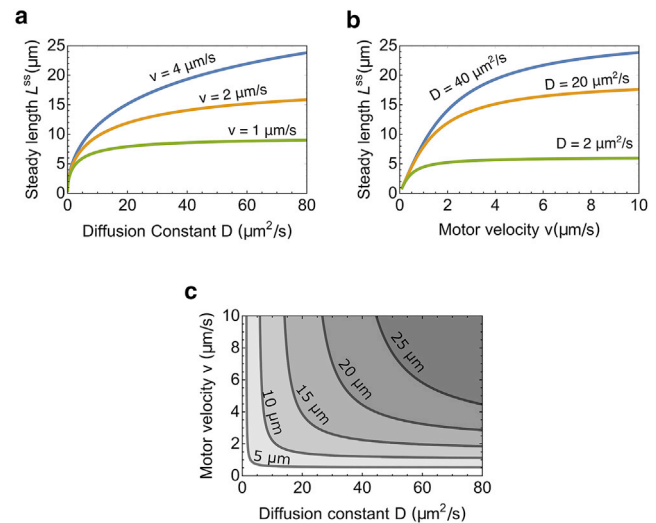 a
Steady length Lˢˢ(µm)
25
20
15
10
5
0
v = 4 µm/s
v = 2 µm/s
v = 1 µm/s
0 20 40 60 80
Diffusion Constant D (µm²/s)
b
Steady length Lˢˢ(µm)
25
20
15
10
5
0
D = 40 µm²/s
D = 20 µm²/s
D = 2 µm²/s
0 2 4 6 8 10
Motor velocity v(µm/s)
c
Motor velocity v (µm/s)
10
8
6
4
2
0
5 µm
10 µm
15 µm
20 µm
25 µm
0 20 40 60 80
Diffusion constant D (µm²/s)